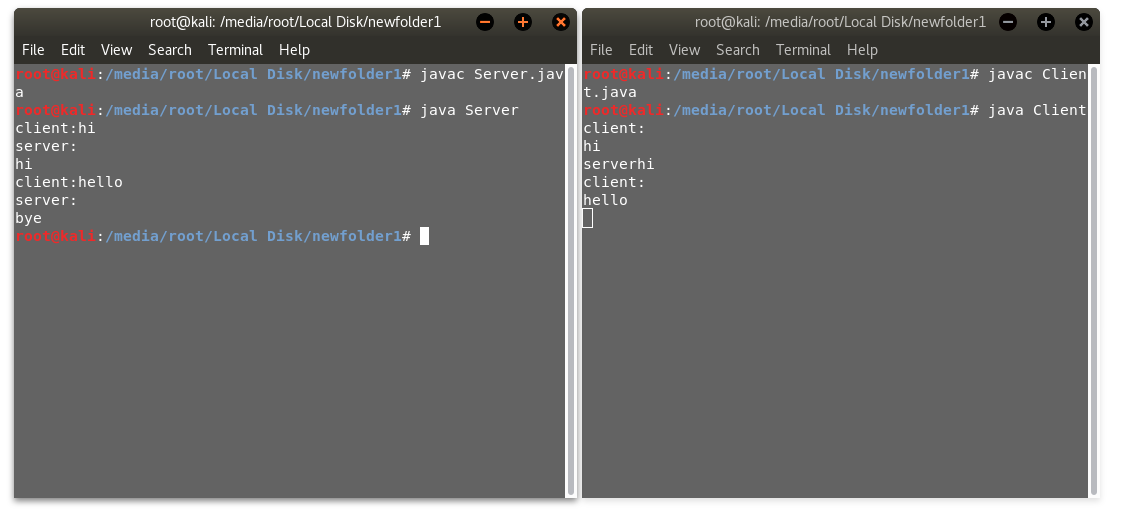 root@kali: /media/root/Local Disk/newfolder1
File Edit View Search Terminal Help
root@kali:/media/root/Local Disk/newfolder1# javac Server.jav
a
root@kali:/media/root/Local Disk/newfolder1# java Server
client:hi
server:
hi
client:hello
server:
bye
root@kali:/media/root/Local Disk/newfolder1#
root@kali: /media/root/Local Disk/newfolder1
File Edit View Search Terminal Help
root@kali:/media/root/Local Disk/newfolder1# javac Clien
t.java
root@kali:/media/root/Local Disk/newfolder1# java Client
client:
hi
serverhi
client:
hello